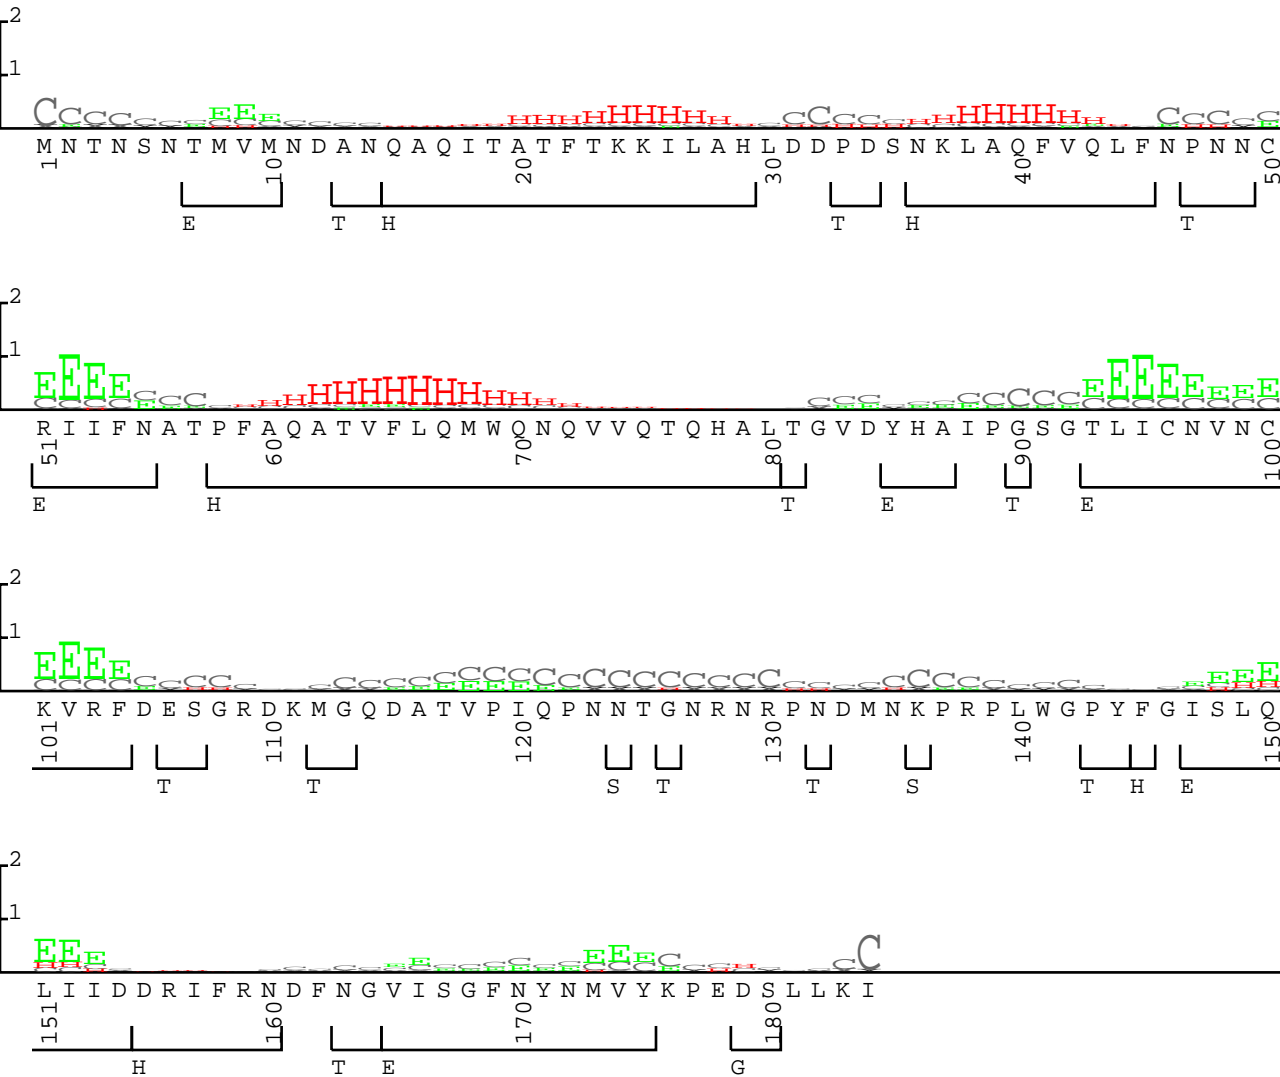 2
1
C C C C C C E E E H H H H H H H H H C C C C H H H H H H H C C C C C
M N T N S N T M V M N D A N Q A Q I T A T F T K K I L A H L D D P D S N K L A Q F V Q L F N P N N C
1 10 20 30 40 50
E T H T H T
2
1
E E E E C C C H H H H H H H H H H C C C C C C C C E E E E E E E E
R I I F N A T P F A Q A T V F L Q M W Q N Q V V Q T Q H A L T G V D Y H A I P G S G T L I C N V N C
51 60 70 80 90 100
E H T E T E
2
1
E E E E C C C C C C C C C C C C C C C C C C C C C C C C C C C E E E
K V R F D E S G R D K M G Q D A T V P I Q P N N T G N R N R P N D M N K P R P L W G P Y F G I S L Q
101 110 120 130 140 150
T T S T T S T H E
2
1
E E E E C C C C C E E E C C C
L I I D D R I F R N D F N G V I S G F N Y N M V Y K P E D S L L K I
151 160 170 180
H T E G